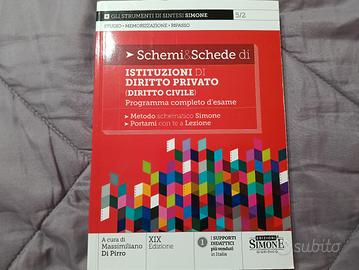 GLI STRUMENTI DI SINTESI SIMONE
5/2
STUDIO • MEMORIZZAZIONE • RIPASSO
Schemi&Schede di
ISTITUZIONI DI
DIRITTO PRIVATO
(DIRITTO CIVILE)
Programma completo d'esame
Metodo schematico Simone
Portami con te a Lezione
A cura di
Massimiliano
Di Pirro
XIX
Edizione
1
I SUPPORTI
DIDATTICI
più venduti
in Italia
EDIZIONI
SIMONE
subito